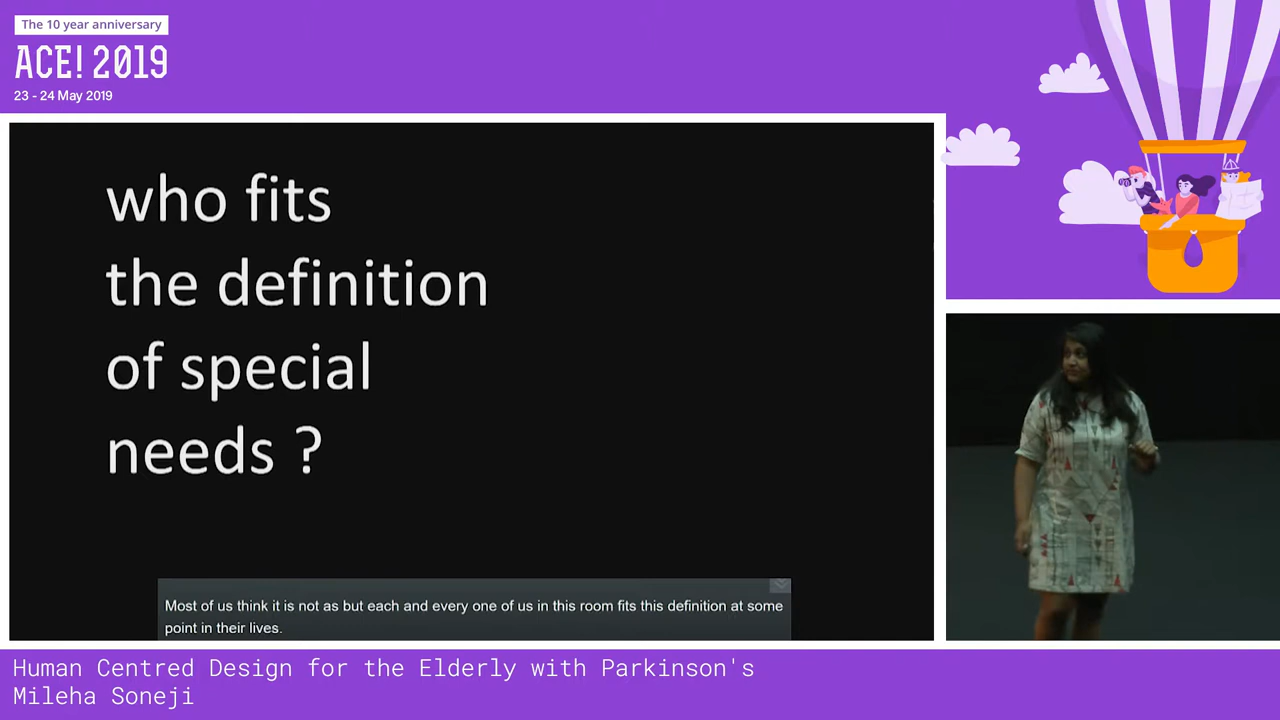 The 10 year anniversary
ACE! 2019
23 - 24 May 2019
who fits
the definition
of special
needs ?
Most of us think it is not as but each and every one of us in this room fits this definition at some
point in their lives.
Human Centred Design for the Elderly with Parkinson's
Mileha Soneji